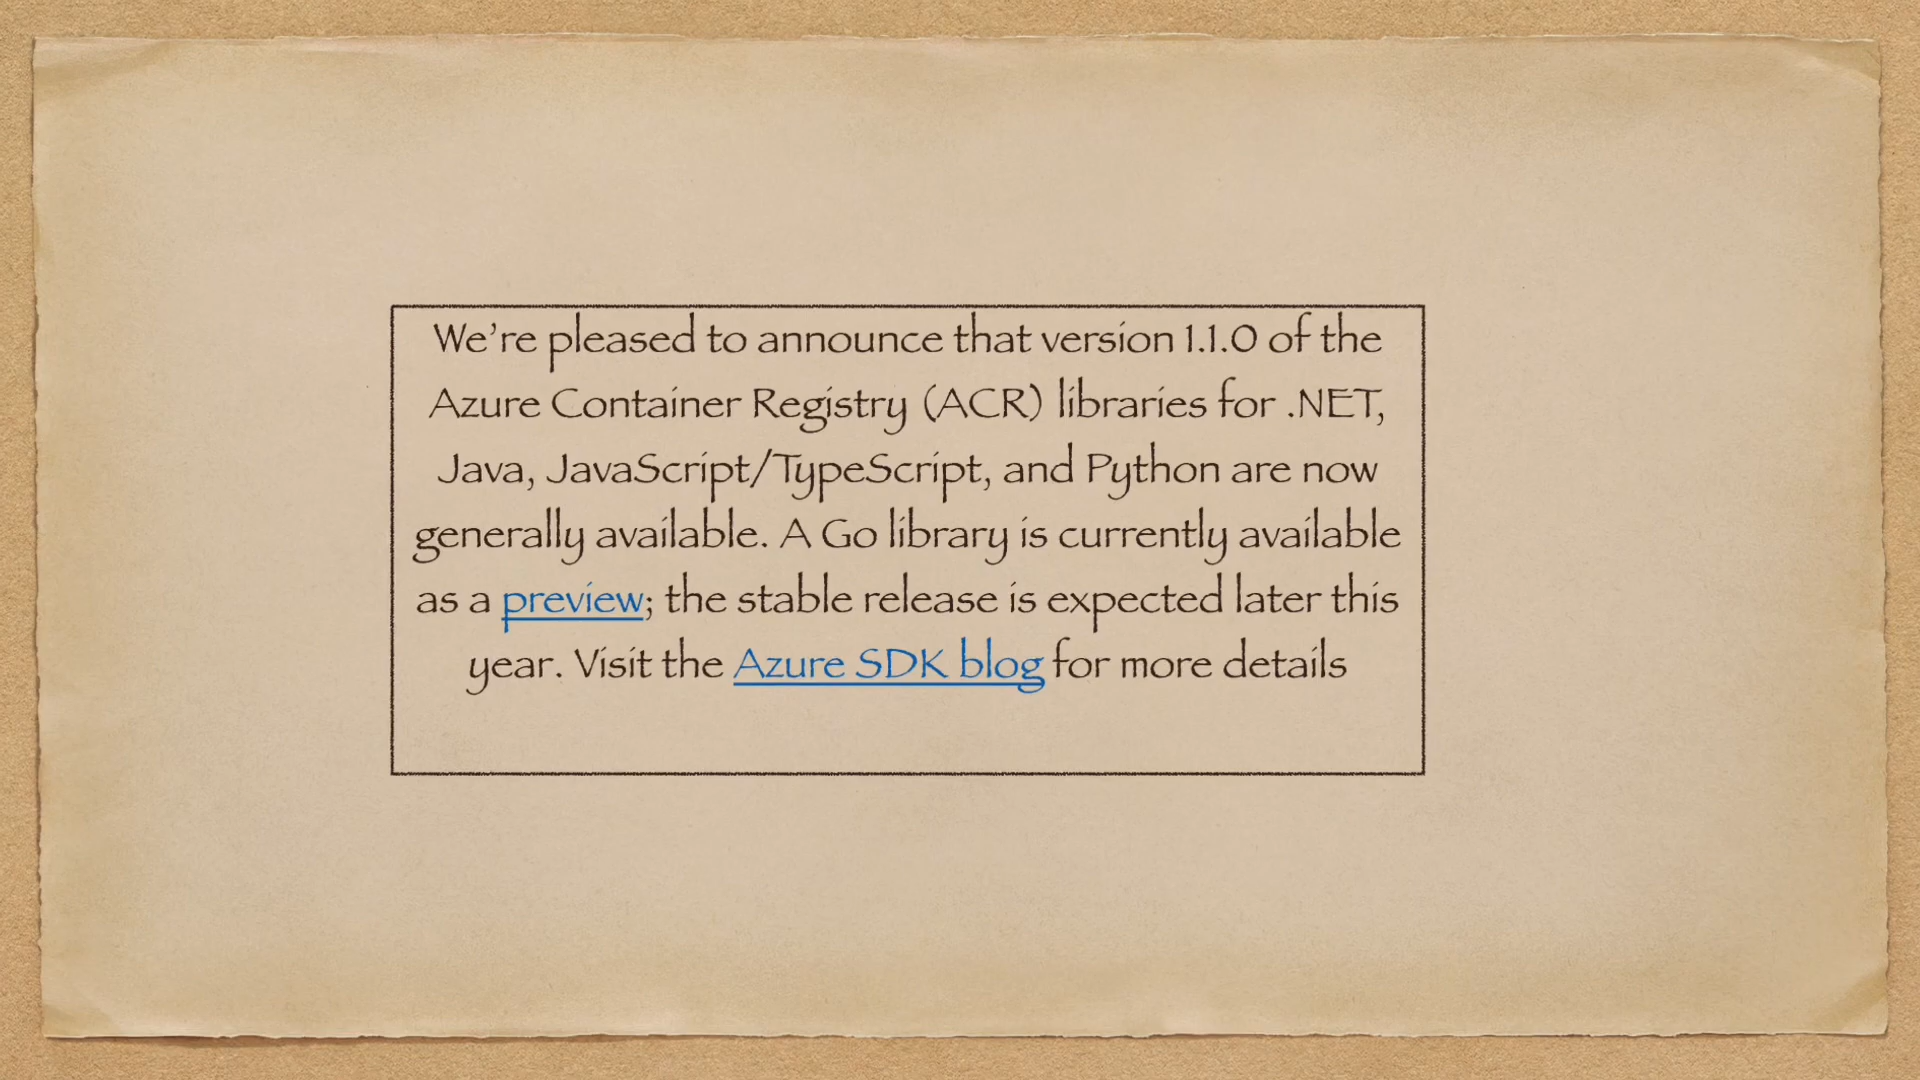 We’re pleased to announce that version 1.1.0 of the
Azure Container Registry (ACR) libraries for .NET,
Java, JavaScript/TypeScript, and Python are now
generally available. A Go library is currently available
as a preview; the stable release is expected later this
year. Visit the Azure SDK blog for more details